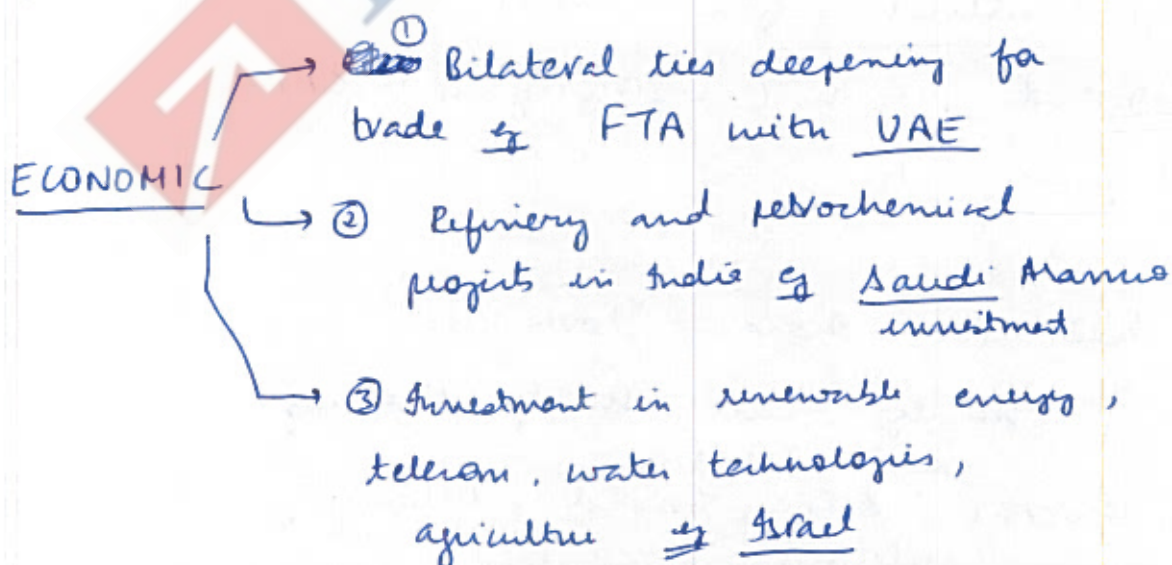 ① Bilateral ties deepening for
trade eg FTA with UAE
ECONOMIC
② Refinery and petrochemical
projects in India eg Saudi Aramco
investment
③ Investment in renewable energy,
telecom, water technologies,
agriculture eg Israel